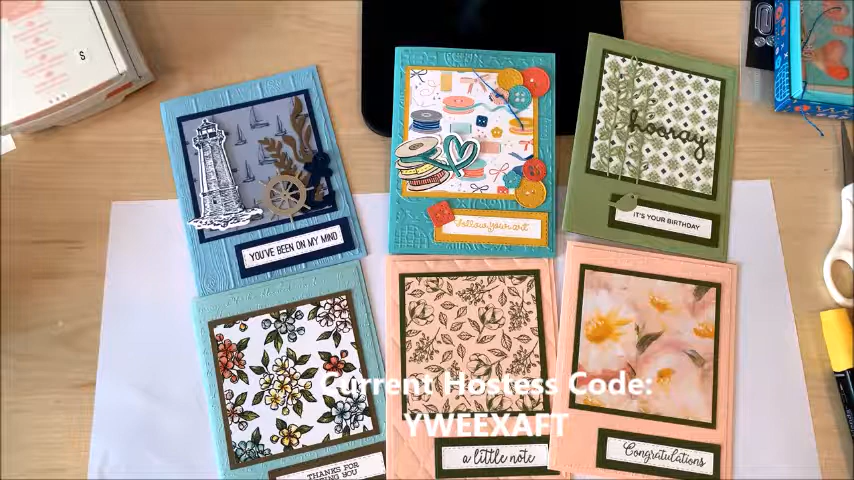 S
hooray
follow your art
IT'S YOUR BIRTHDAY
YOU'VE BEEN ON MY MIND
Current Hostess Code:
YWEEXAFT
a little note
Congratulations
THANKS FOR